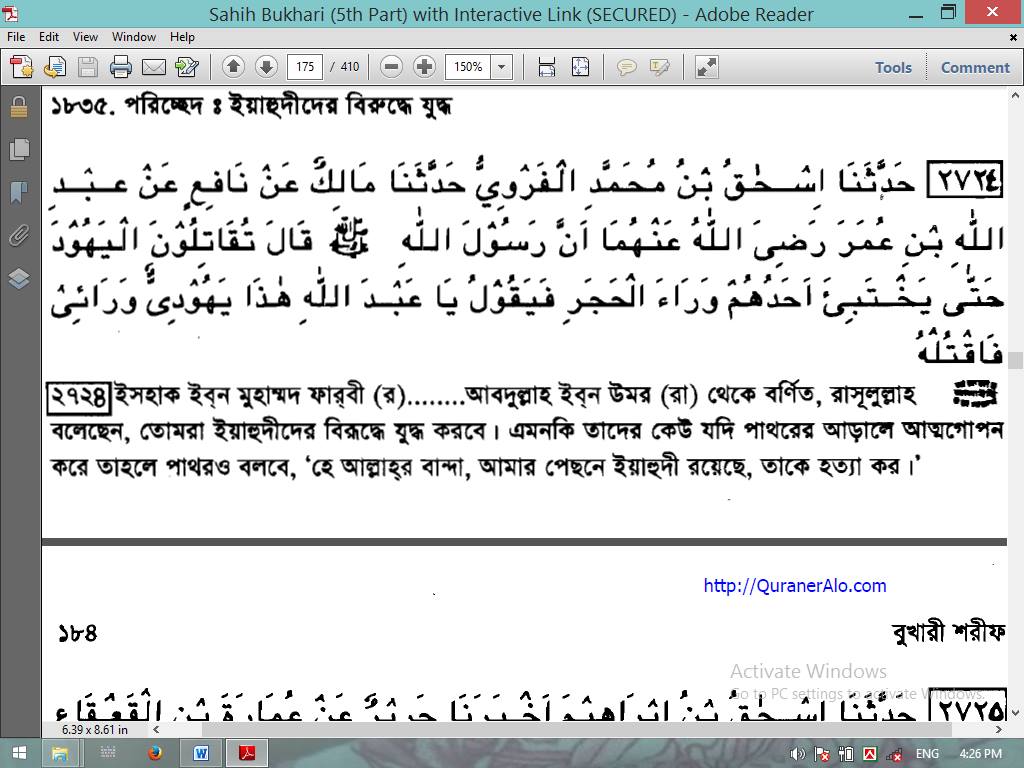 Sahih Bukhari (5th Part) with Interactive Link (SECURED) - Adobe Reader
File Edit View Window Help
175 / 410 150% Tools Comment
১৮৩৫. পরিচ্ছেদ ঃ ইয়াহুদীদের বিরুদ্ধে যুদ্ধ
٢٧٢٤ حَدَّثَنَا اِسْحٰقُ بْنُ مُحَمَّدٍ الْفَرْوِيُّ حَدَّثَنَا مَالِكٌ عَنْ نَافِعٍ عَنْ عَبْدِ
اللّٰهِ بْنِ عُمَرَ رَضِىَ اللّٰهُ عَنْهُمَا اَنَّ رَسُوْلَ اللّٰهِ ﷺ قَالَ تُقَاتِلُوْنَ الْيَهُوْدَ
حَتّٰى يَخْتَبِئَ اَحَدُهُمْ وَرَاءَ الْحَجَرِ فَيَقُوْلُ يَا عَبْدَ اللّٰهِ هٰذَا يَهُوْدِىٌّ وَرَائِىْ
فَاقْتُلْهُ
২৭২৪ ইসহাক ইব্‌ন মুহাম্মদ ফার্‌বী (র)........আবদুল্লাহ ইব্‌ন উমর (রা) থেকে বর্ণিত, রাসূলুল্লাহ ﷺ
বলেছেন, তোমরা ইয়াহুদীদের বিরূদ্ধে যুদ্ধ করবে। এমনকি তাদের কেউ যদি পাথরের আড়ালে আত্মগোপন
করে তাহলে পাথরও বলবে, ‘হে আল্লাহ্‌র বান্দা, আমার পেছনে ইয়াহুদী রয়েছে, তাকে হত্যা কর।’
http://QuranerAlo.com
১৮৪ বুখারী শরীফ
Activate Windows
Go to PC settings to activate Windows.
٢٧٢٥ حَدَّثَنَا اِسْحٰقُ بْنُ اِبْرَاهِيْمَ اَخْبَرَنَا جَرِيْرٌ عَنْ عُمَارَةَ بْنِ الْقَعْقَاعِ
6.39 x 8.61 in
ENG 4:26 PM